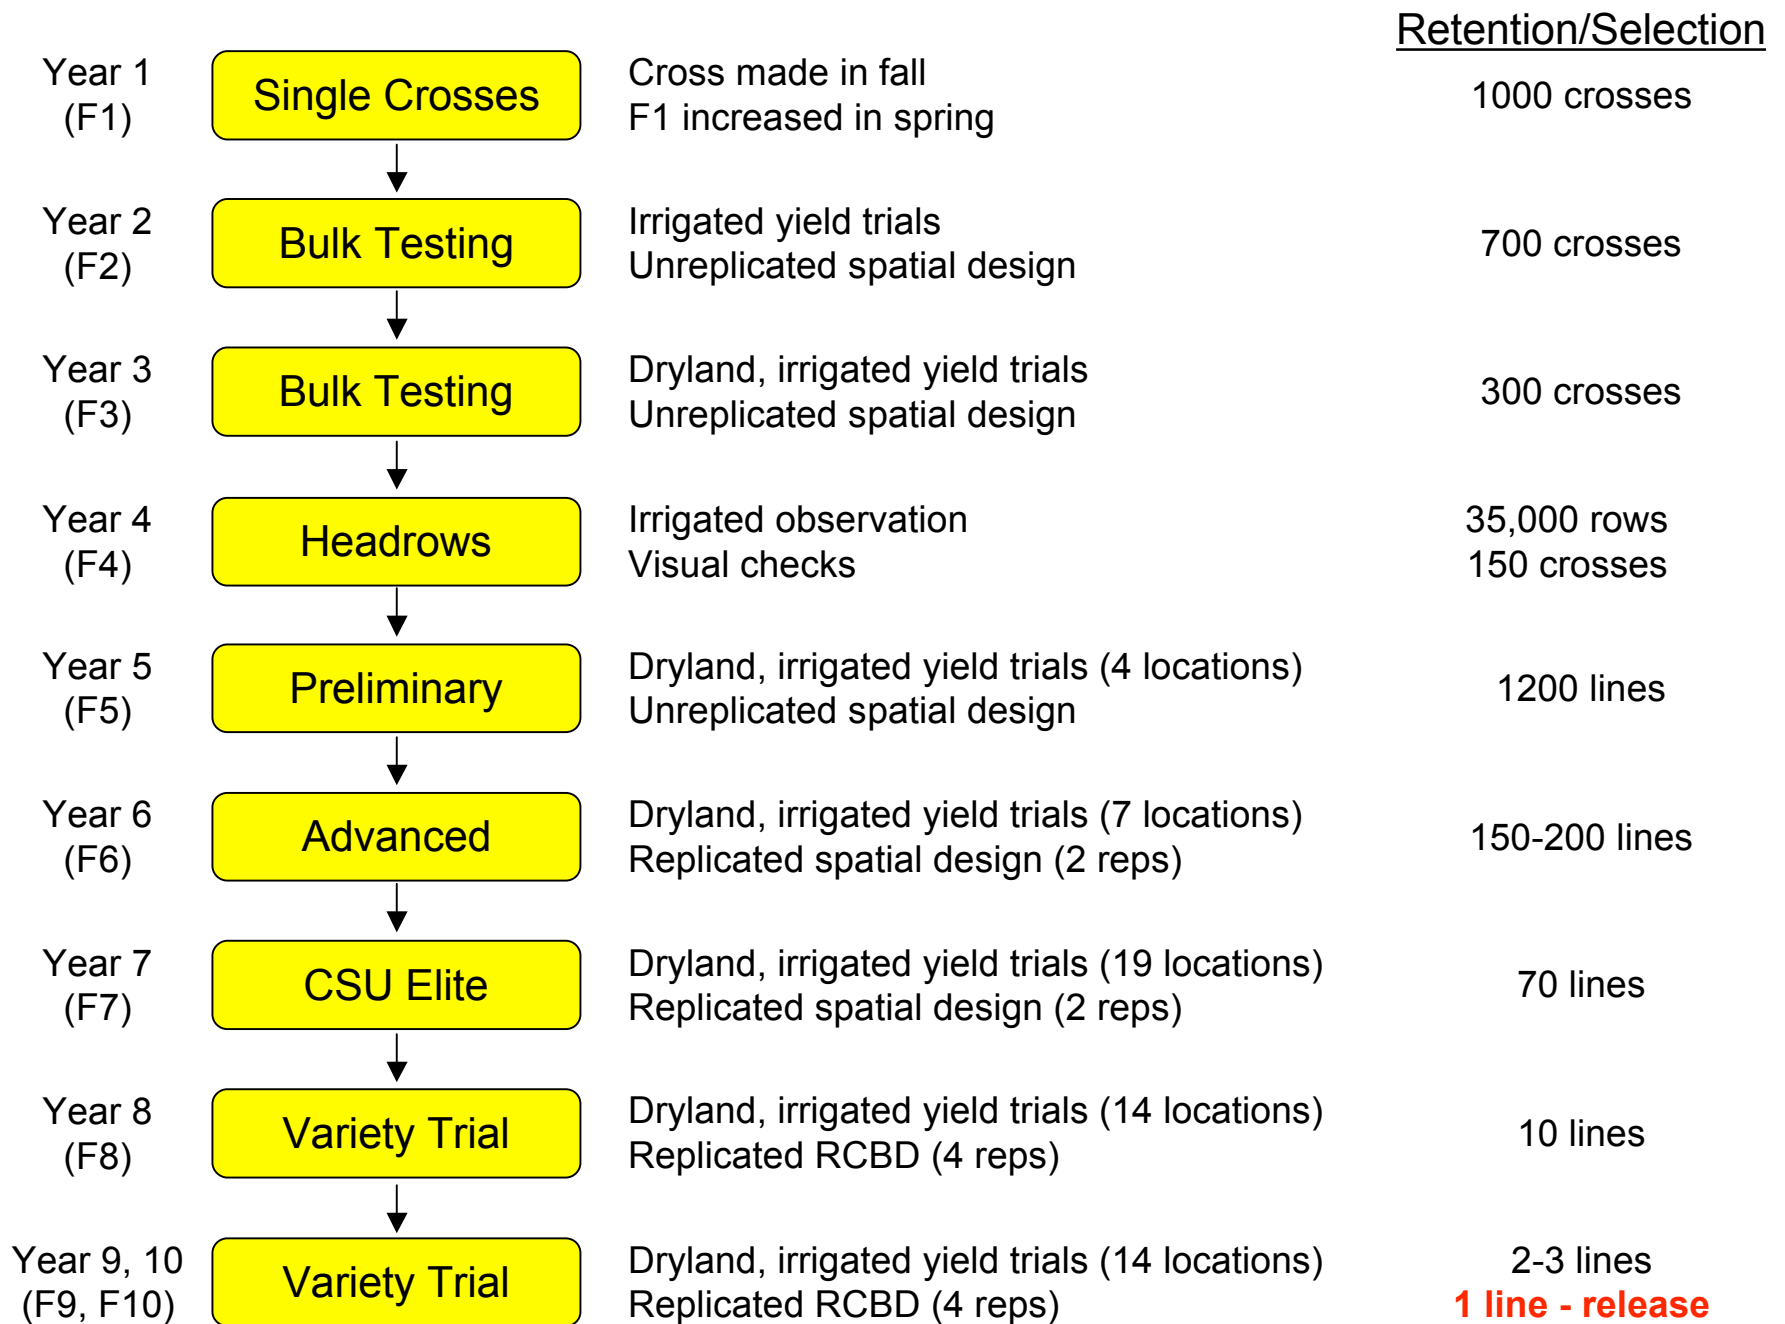 Retention/Selection
Year 1
(F1)
Single Crosses
Cross made in fall
F1 increased in spring
1000 crosses
Year 2
(F2)
Bulk Testing
Irrigated yield trials
Unreplicated spatial design
700 crosses
Year 3
(F3)
Bulk Testing
Dryland, irrigated yield trials
Unreplicated spatial design
300 crosses
Year 4
(F4)
Headrows
Irrigated observation
Visual checks
35,000 rows
150 crosses
Year 5
(F5)
Preliminary
Dryland, irrigated yield trials (4 locations)
Unreplicated spatial design
1200 lines
Year 6
(F6)
Advanced
Dryland, irrigated yield trials (7 locations)
Replicated spatial design (2 reps)
150-200 lines
Year 7
(F7)
CSU Elite
Dryland, irrigated yield trials (19 locations)
Replicated spatial design (2 reps)
70 lines
Year 8
(F8)
Variety Trial
Dryland, irrigated yield trials (14 locations)
Replicated RCBD (4 reps)
10 lines
Year 9, 10
(F9, F10)
Variety Trial
Dryland, irrigated yield trials (14 locations)
Replicated RCBD (4 reps)
2-3 lines
1 line - release